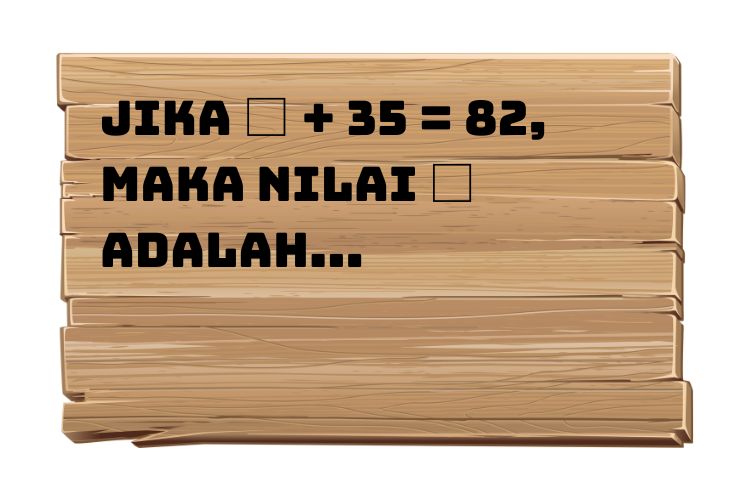 JIKA □ + 35 = 82,
MAKA NILAI □
ADALAH...